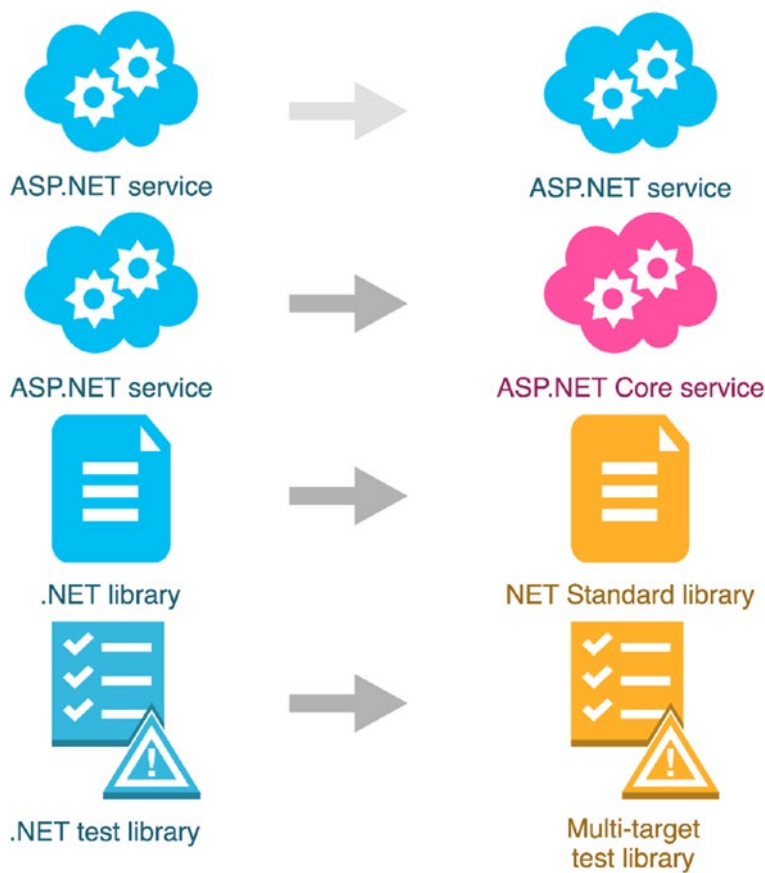 ASP.NET service
ASP.NET service
ASP.NET service
ASP.NET Core service
.NET library
NET Standard library
.NET test library
Multi-target
test library